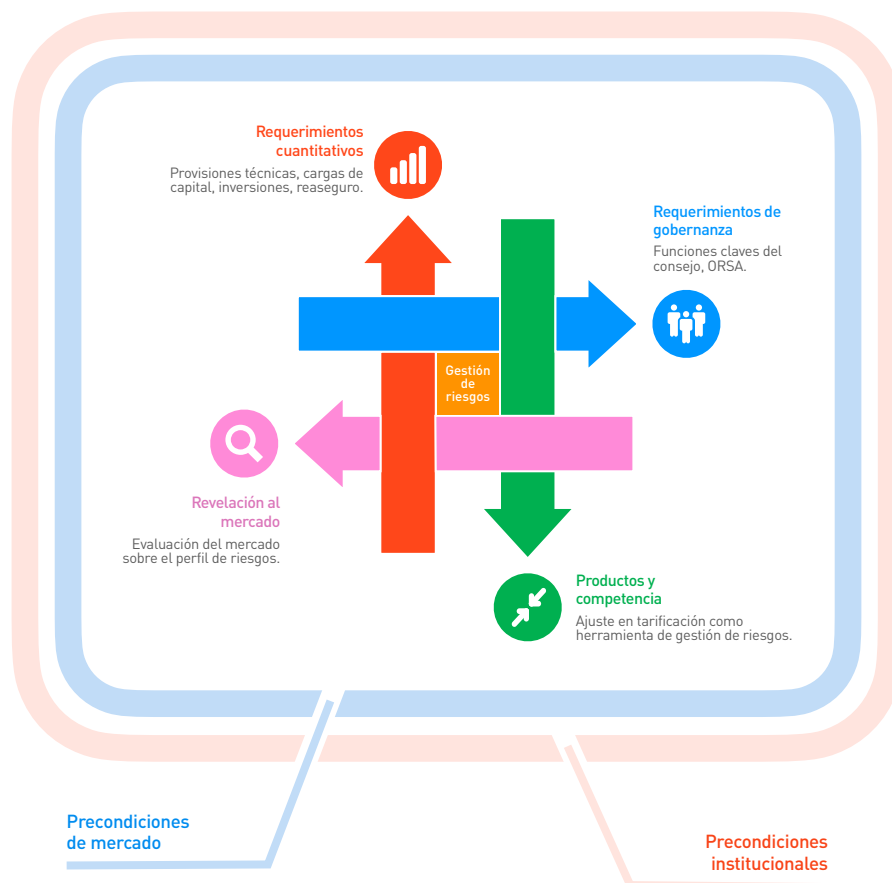 Requerimientos
cuantitativos
Provisiones técnicas, cargas de
capital, inversiones, reaseguro.
Requerimientos de
gobernanza
Funciones claves del
consejo, ORSA.
Gestión
de
riesgos
Revelación al
mercado
Evaluación del mercado
sobre el perfil de riesgos.
Productos y
competencia
Ajuste en tarificación como
herramienta de gestión de riesgos.
Precondiciones
de mercado
Precondiciones
institucionales